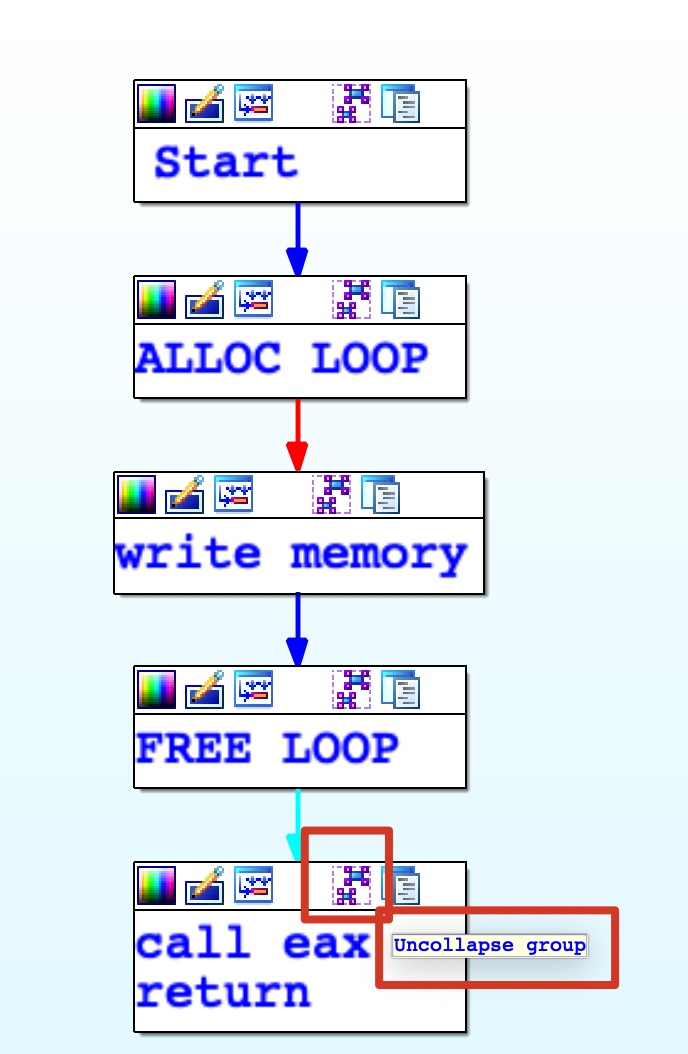 Start
ALLOC LOOP
write memory
FREE LOOP
call eax
Uncollapse group
return